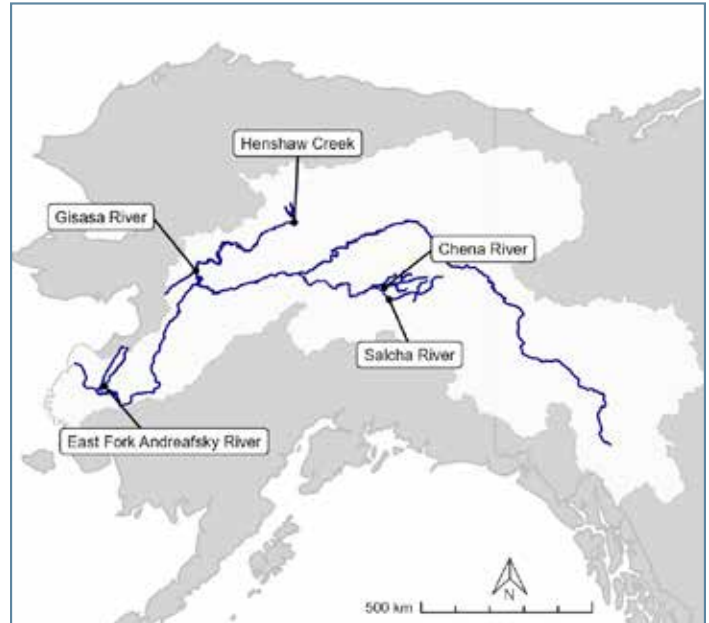 Henshaw Creek
Gisasa River
Chena River
Salcha River
East Fork Andreafsky River
N
500 km